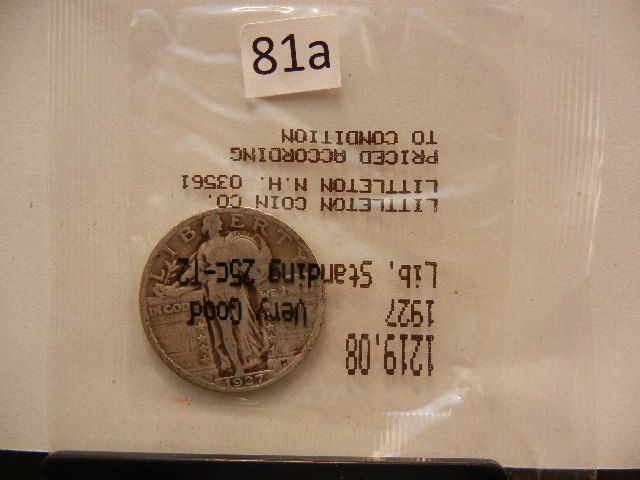 81a
1219.08
1927 Very Good
Lib. Standing 25c-T2
LITTLETON COIN CO.
LITTLETON N.H. 03561
PRICED ACCORDING
TO CONDITION
LIBERTY
IN GOD
1927